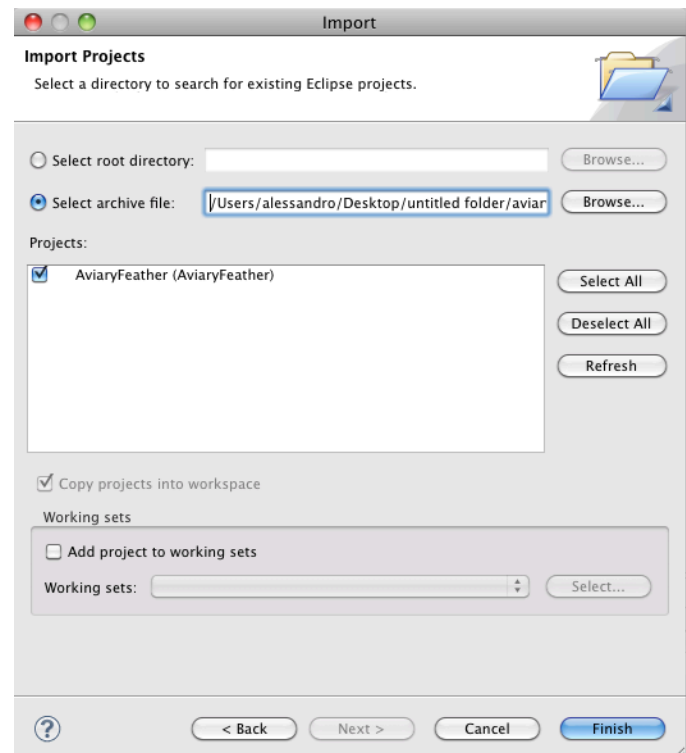 Import
Import Projects
Select a directory to search for existing Eclipse projects.
Select root directory:
Browse...
Select archive file:
/Users/alessandro/Desktop/untitled folder/aviar
Browse...
Projects:
AviaryFeather (AviaryFeather)
Select All
Deselect All
Refresh
Copy projects into workspace
Working sets
Add project to working sets
Working sets:
Select...
?
< Back
Next >
Cancel
Finish